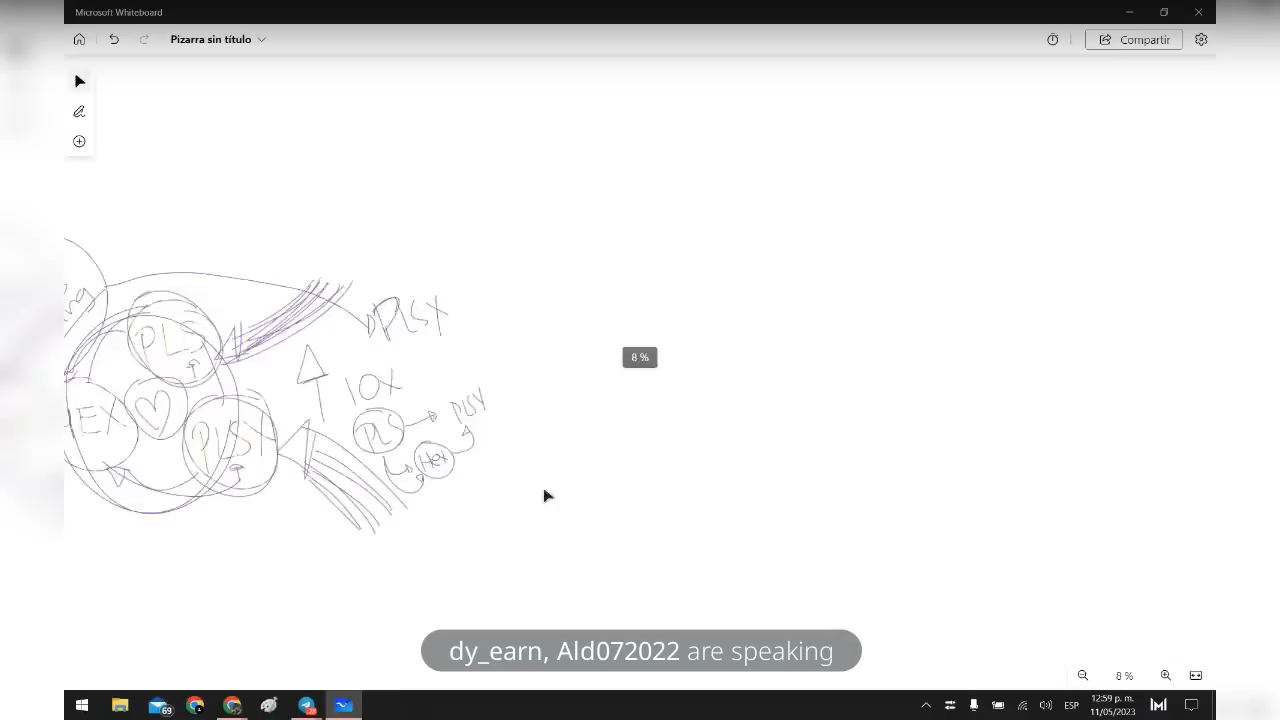 Microsoft Whiteboard
Pizarra sin título
Compartir
PLSX
PLS
8 %
10X
PLSX
EX
PLSX
PLS
Hex
dy_earn, Ald072022 are speaking
8 %
69
ESP
12:59 p. m.
11/05/2023